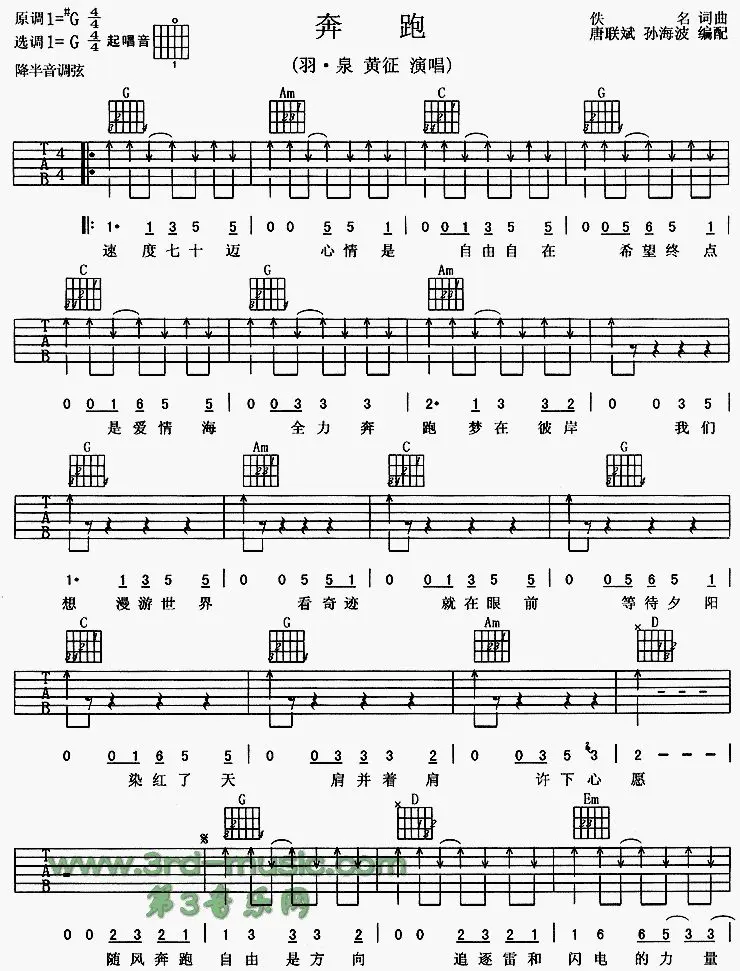 原调1=#G 4/4
奔 跑
佚 名 词曲
选调1=G 4/4 起唱音
唐联斌 孙海波 编配
降半音调弦
(羽·泉 黄征 演唱)
G Am C G
TAB 4/4
1· 1 3 5 5 | 0 0 5 5 1 | 0 0 1 3 5 5 | 0 0 5 6 5 1
速 度七十迈 心情是 自由自在 希望终点
C G Am
TAB
0 0 1 6 5 5 | 0 0 3 3 3 | 2· 1 3 3 2 | 0 0 3 5
是爱情海 全力奔 跑 梦在彼岸 我们
G Am C G
TAB
1· 1 3 5 5 | 0 0 5 5 1 | 0 0 1 3 5 5 | 0 0 5 6 5 1
想 漫游世界 看奇迹 就在眼前 等待夕阳
C G Am D
TAB
0 0 1 6 5 5 | 0 0 3 3 3 2 | 0 0 3 5 3 | 2 - - -
染红了天 肩并着肩 许下心愿
G D Em
TAB
www.3rd-music.com
第3音乐网
0 0 2 3 2 1 | 2 2 3 2 3 | 0 0 2 3 2 1 | 2 2 6 5 3 3
随风奔跑 自由是方向 追逐雷和 闪电的力量